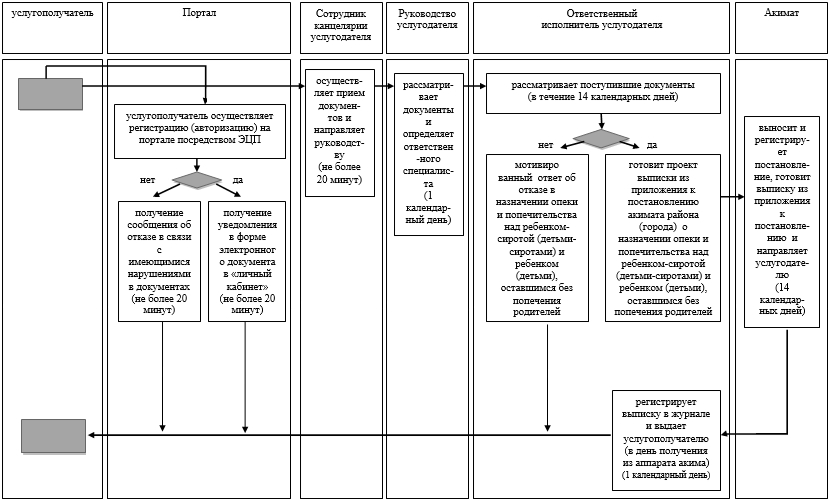 услугополучатель
Портал
Сотрудник
канцелярии
услугодателя
Руководство
услугодателя
Ответственный
исполнитель услугодателя
Акимат
услугополучатель осуществляет
регистрацию (авторизацию) на
портале посредством ЭЦП
нет
да
получение
сообщения об
отказе в связи
с
имеющимися
нарушениями
в документах
(не более 20
минут)
получение
уведомления
в форме
электронног
о документа
в «личный
кабинет»
(не более 20
минут)
осущест-
вляет прием
докумен-
тов и
направляет
руководст-
ву
(не более
20 минут)
рассматри-
вает
документы
и
определяет
ответствен
-ного
специалис-
та
(1
календар-
ный день)
рассматривает поступившие документы
(в течение 14 календарных дней)
нет
да
мотивиро
ванный ответ об
отказе в
назначении опеки
и попечительства
над ребенком-
сиротой (детьми-
сиротами) и
ребенком
(детьми),
оставшимся без
попечения
родителей
готовит проект
выписки из
приложения к
постановлению
акимата района
(города) о
назначении опеки и
попечительства над
ребенком-сиротой
(детьми-сиротами) и
ребенком (детьми),
оставшимся без
попечения родителей
выносит и
регистриру-
ет
постановле-
ние, готовит
выписку из
приложения
к
постановле-
нию и
направляет
услугодате-
лю
(14
календар-
ных дней)
регистрирует
выписку в журнале
и выдает
услугополучателю
(в день получения
из аппарата акима)
(1 календарный день)